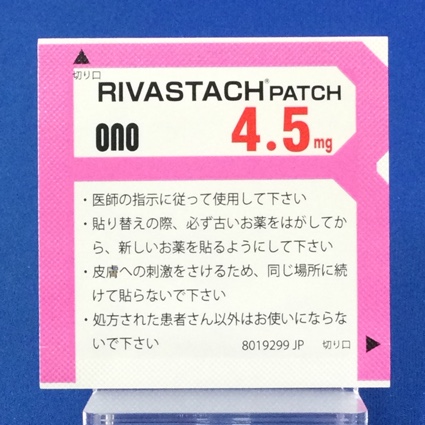 切り口
RIVASTACH® PATCH
ono 4.5mg
・医師の指示に従って使用して下さい
・貼り替えの際、必ず古いお薬をはがしてか
ら、新しいお薬を貼るようにして下さい
・皮膚への刺激をさけるため、同じ場所に続
けて貼らないで下さい
・処方された患者さん以外はお使いにならな
いで下さい
8019299 JP 切り口